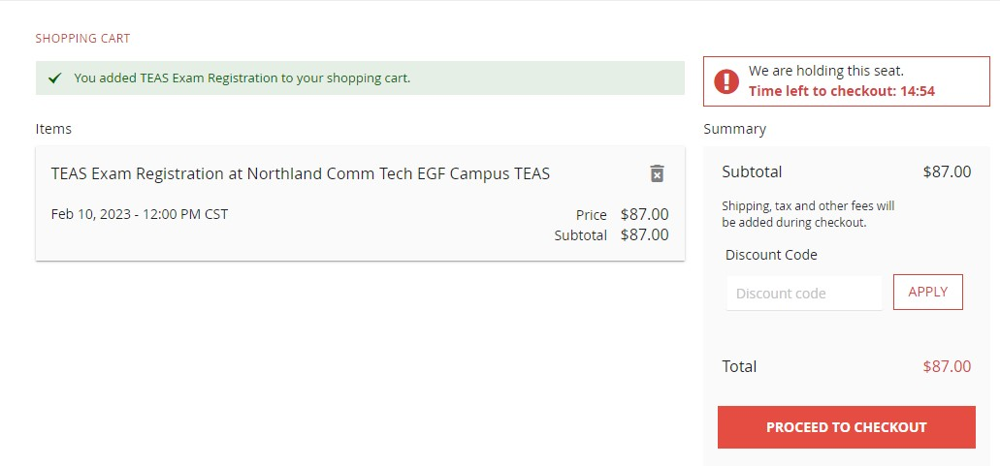 SHOPPING CART
You added TEAS Exam Registration to your shopping cart.
We are holding this seat.
Time left to checkout: 14:54
Items
TEAS Exam Registration at Northland Comm Tech EGF Campus TEAS
Feb 10, 2023 - 12:00 PM CST
Price $87.00
Subtotal $87.00
Summary
Subtotal $87.00
Shipping, tax and other fees will
be added during checkout.
Discount Code
Discount code APPLY
Total $87.00
PROCEED TO CHECKOUT